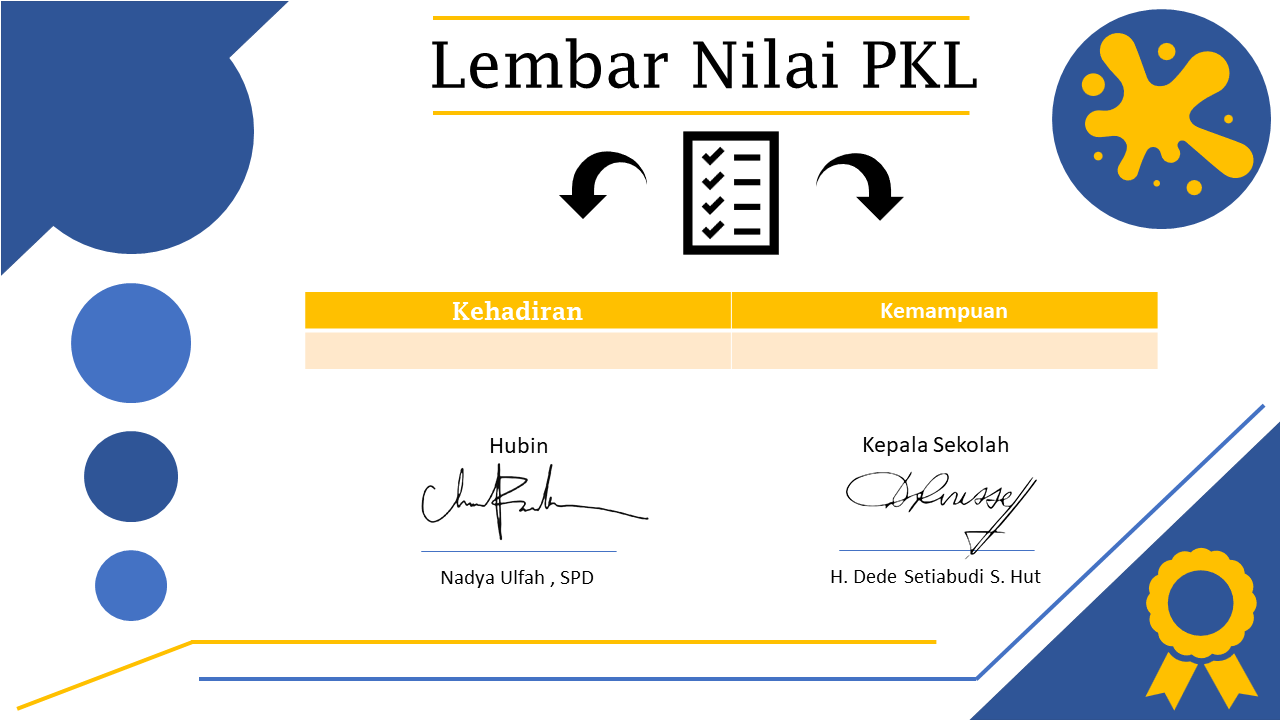 Lembar Nilai PKL
Kehadiran Kemampuan
Hubin Kepala Sekolah
Nadya Ulfah , SPD H. Dede Setiabudi S. Hut